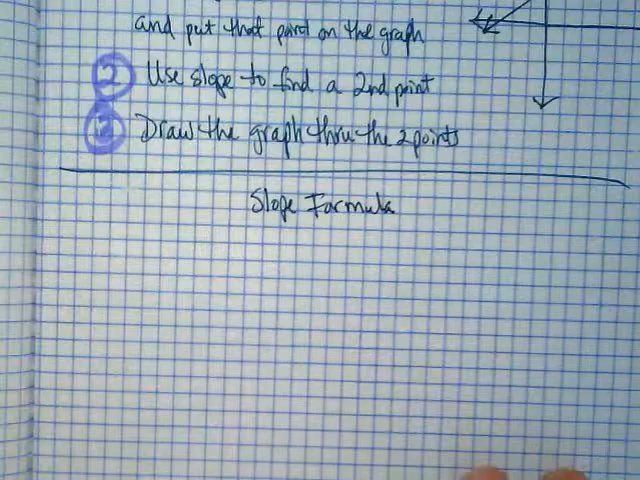 and put that point on the graph
2 Use slope to find a 2nd point
3 Draw the graph thru the 2 points
Slope Formula